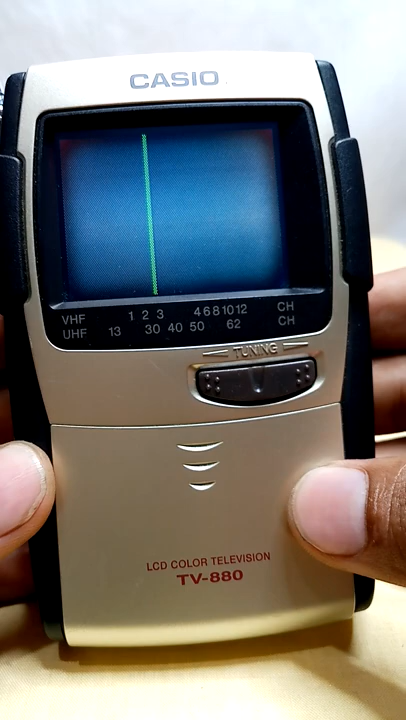 CASIO
VHF 1 2 3 4 6 8 10 12 CH
UHF 13 30 40 50 62 CH
TUNING
LCD COLOR TELEVISION
TV-880